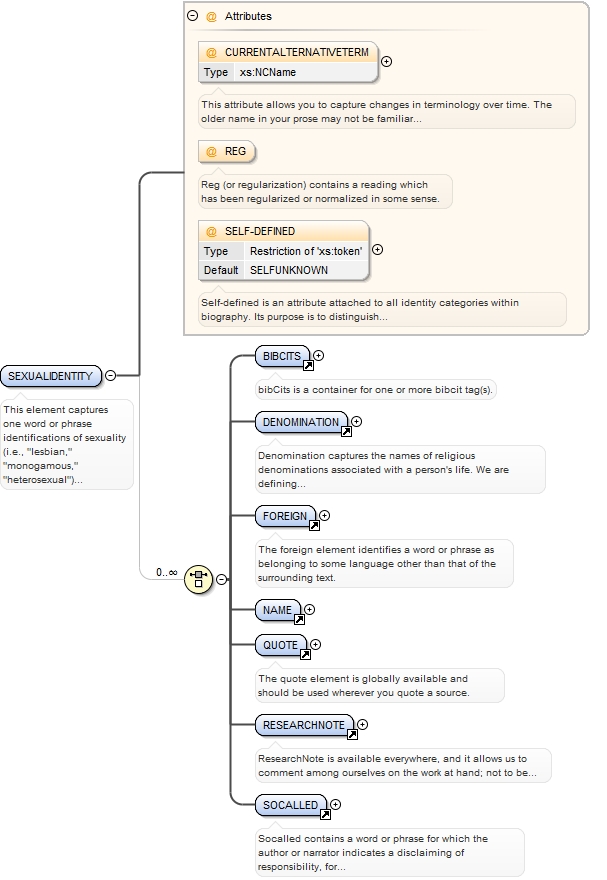 @ Attributes
@ CURRENTALTERNATIVETERM
Type xs:NCName
This attribute allows you to capture changes in terminology over time. The
older name in your prose may not be familiar...
@ REG
Reg (or regularization) contains a reading which
has been regularized or normalized in some sense.
@ SELF-DEFINED
Type Restriction of 'xs:token'
Default SELFUNKNOWN
Self-defined is an attribute attached to all identity categories within
biography. Its purpose is to distinguish...
SEXUALIDENTITY
This element captures
one word or phrase
identifications of sexuality
(i.e., "lesbian,"
"monogamous,"
"heterosexual")...
0..∞
BIBCITS
bibCits is a container for one or more bibcit tag(s).
DENOMINATION
Denomination captures the names of religious
denominations associated with a person's life. We are
defining...
FOREIGN
The foreign element identifies a word or phrase as
belonging to some language other than that of the
surrounding text.
NAME
QUOTE
The quote element is globally available and
should be used wherever you quote a source.
RESEARCHNOTE
ResearchNote is available everywhere, and it allows us to
comment among ourselves on the work at hand; not to be...
SOCALLED
Socalled contains a word or phrase for which the
author or narrator indicates a disclaiming of
responsibility, for...